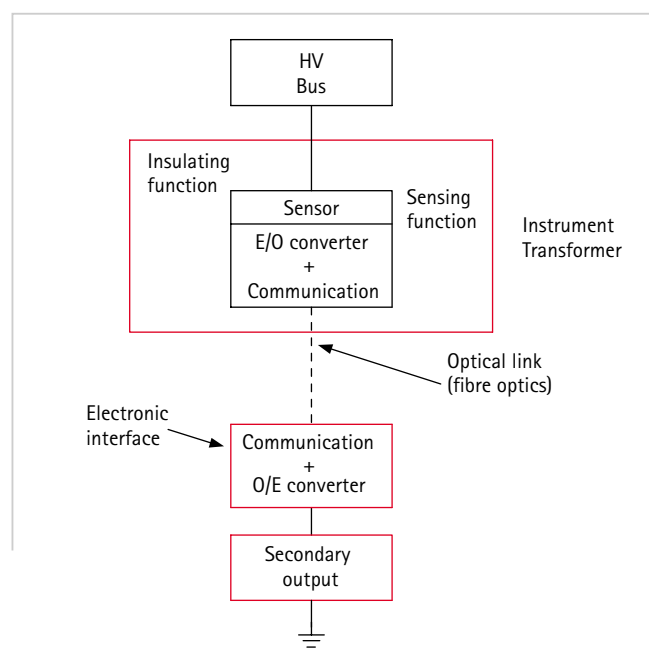 HV
Bus
Insulating
function
Sensing
function
Sensor
E/O converter
+
Communication
Instrument
Transformer
Optical link
(fibre optics)
Electronic
interface
Communication
+
O/E converter
Secondary
output